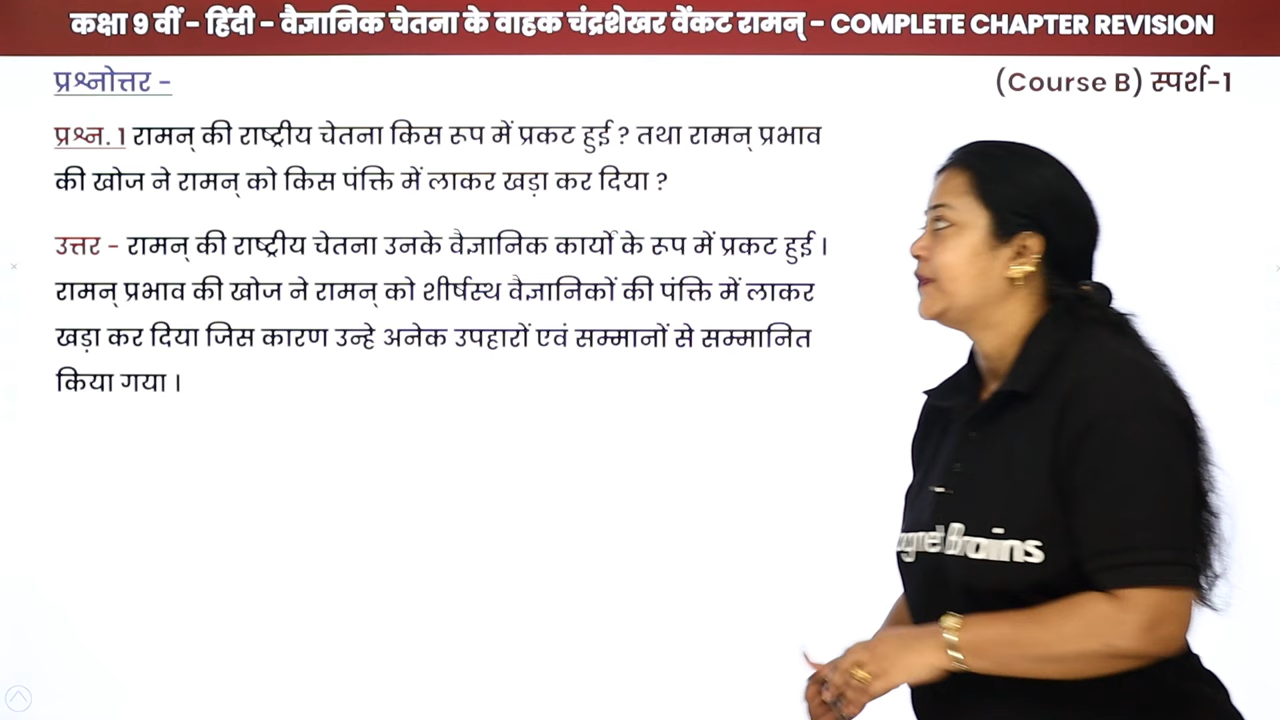 कक्षा 9 वीं - हिंदी - वैज्ञानिक चेतना के वाहक चंद्रशेखर वेंकट रामन् - COMPLETE CHAPTER REVISION
प्रश्नोत्तर -
(Course B) स्पर्श-1
प्रश्न. 1 रामन् की राष्ट्रीय चेतना किस रूप में प्रकट हुई ? तथा रामन् प्रभाव
की खोज ने रामन् को किस पंक्ति में लाकर खड़ा कर दिया ?
उत्तर - रामन् की राष्ट्रीय चेतना उनके वैज्ञानिक कार्यों के रूप में प्रकट हुई ।
रामन् प्रभाव की खोज ने रामन् को शीर्षस्थ वैज्ञानिकों की पंक्ति में लाकर
खड़ा कर दिया जिस कारण उन्हे अनेक उपहारों एवं सम्मानों से सम्मानित
किया गया ।
Brains